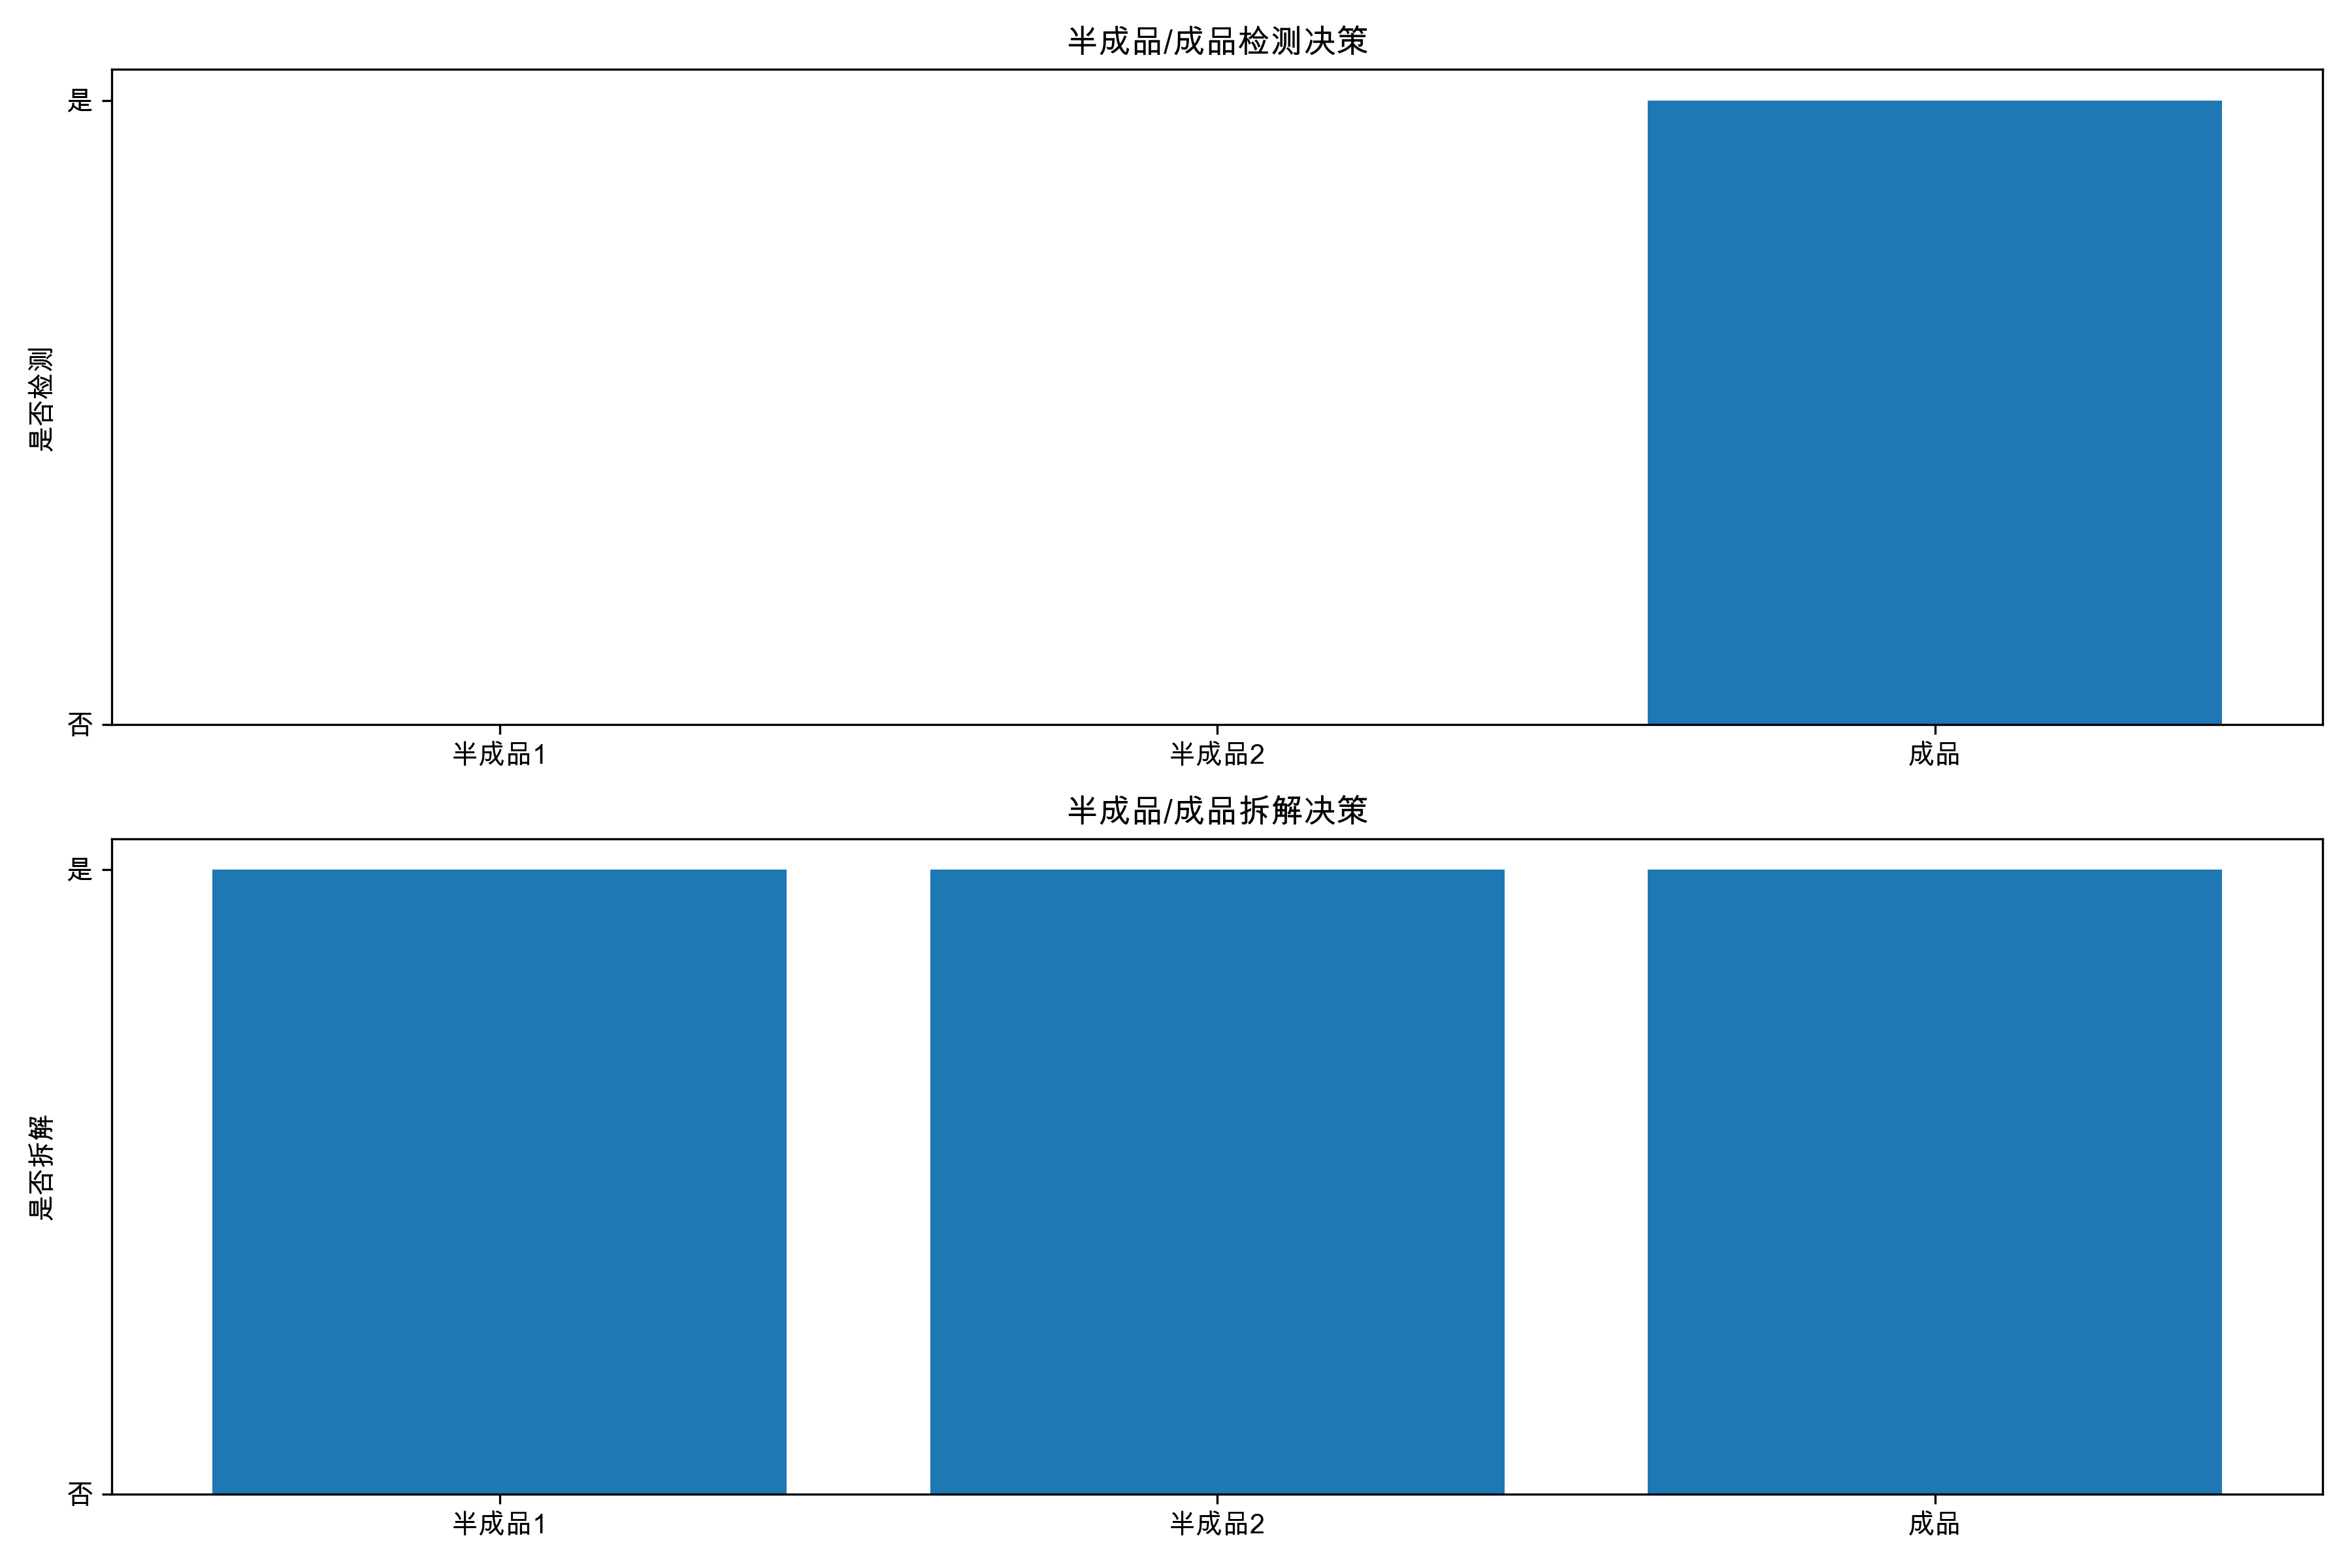 半成品/成品检测决策
是
是否检测
否
半成品1
半成品2
成品
半成品/成品拆解决策
是
是否拆解
否
半成品1
半成品2
成品